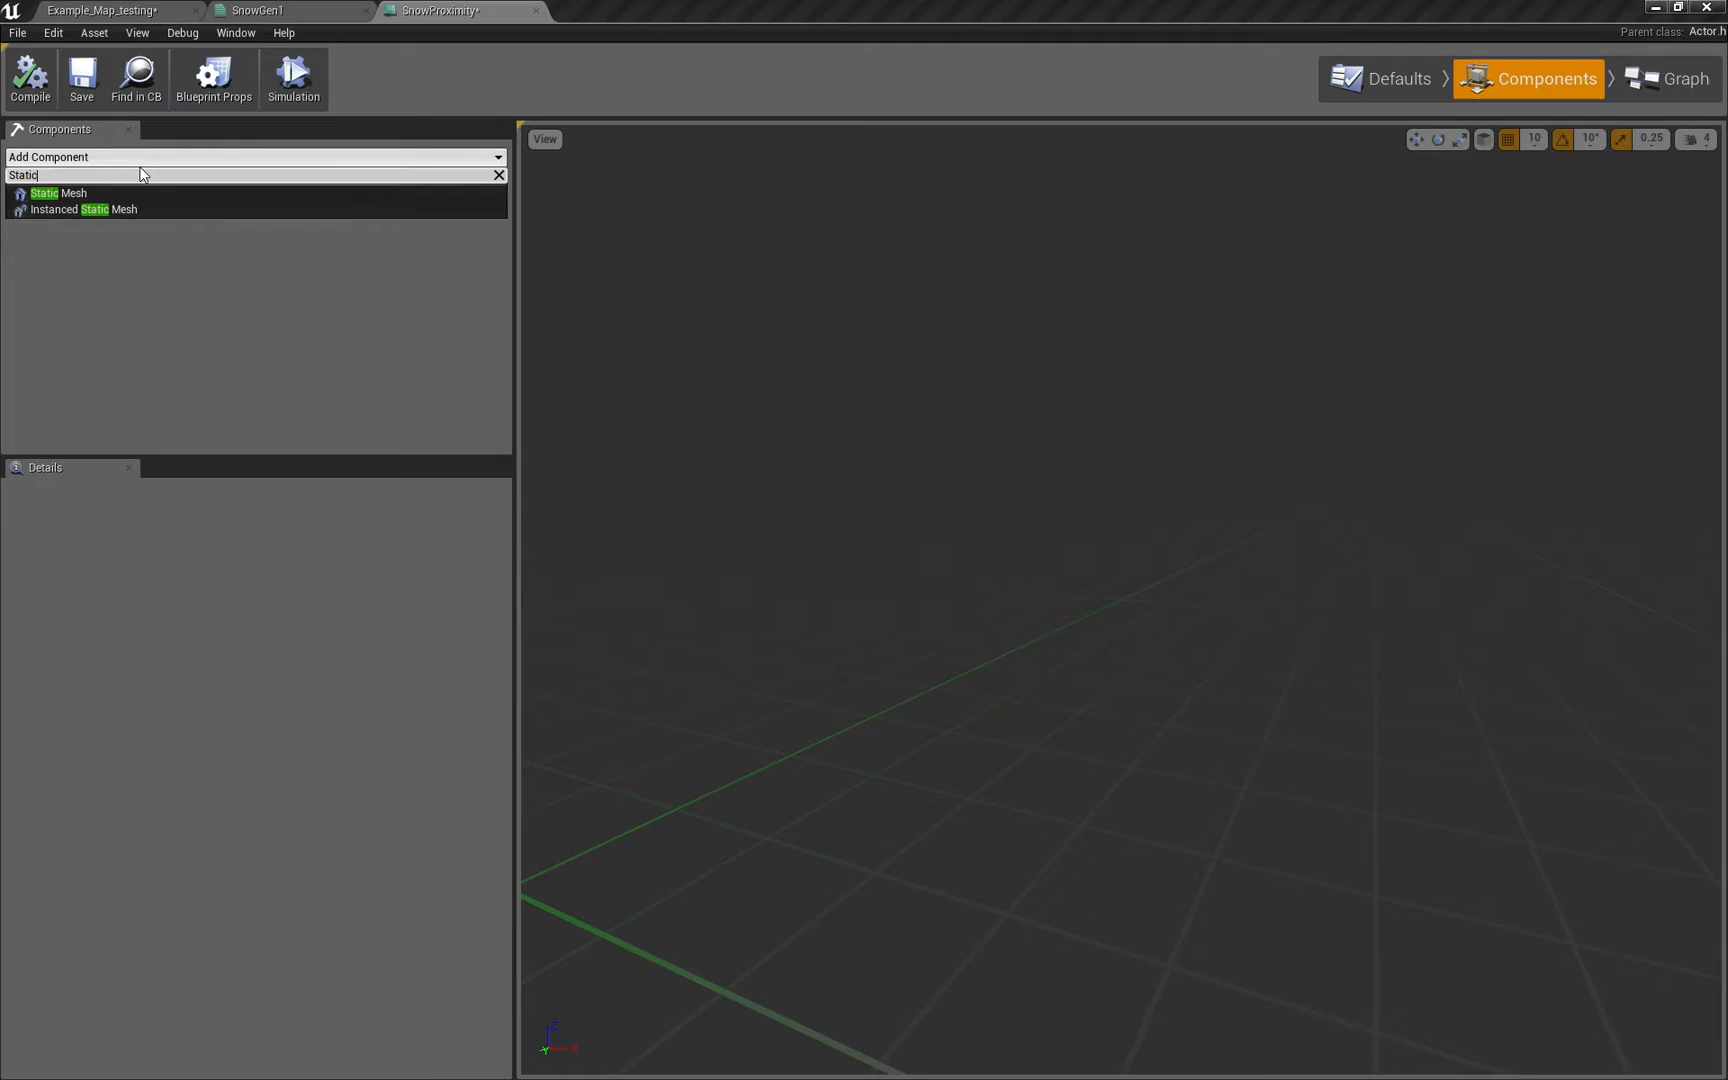 Example_Map_testing*
SnowGen1
SnowProximity*
File Edit Asset View Debug Window Help
Parent class: Actor.h
Compile
Save
Find in CB
Blueprint Props
Simulation
Defaults
Components
Graph
Components
Add Component
Static
Static Mesh
Instanced Static Mesh
View
10
10°
0.25
4
Details
Z
X
Y